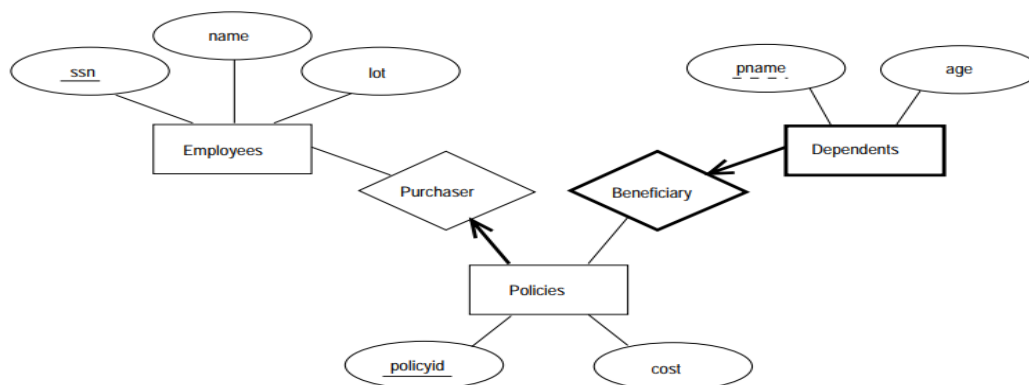 name
ssn
lot
pname
age
Employees
Dependents
Purchaser
Beneficiary
Policies
policyid
cost